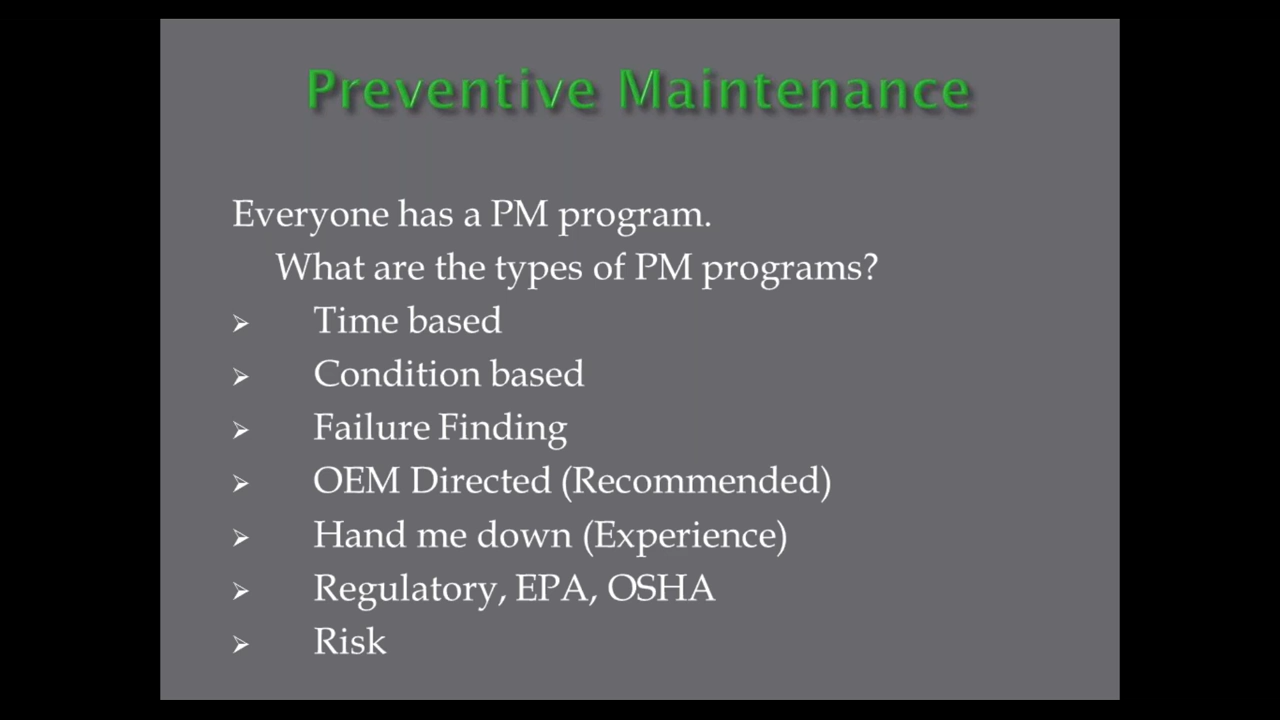 Preventive Maintenance
Everyone has a PM program.
What are the types of PM programs?
➢ Time based
➢ Condition based
➢ Failure Finding
➢ OEM Directed (Recommended)
➢ Hand me down (Experience)
➢ Regulatory, EPA, OSHA
➢ Risk